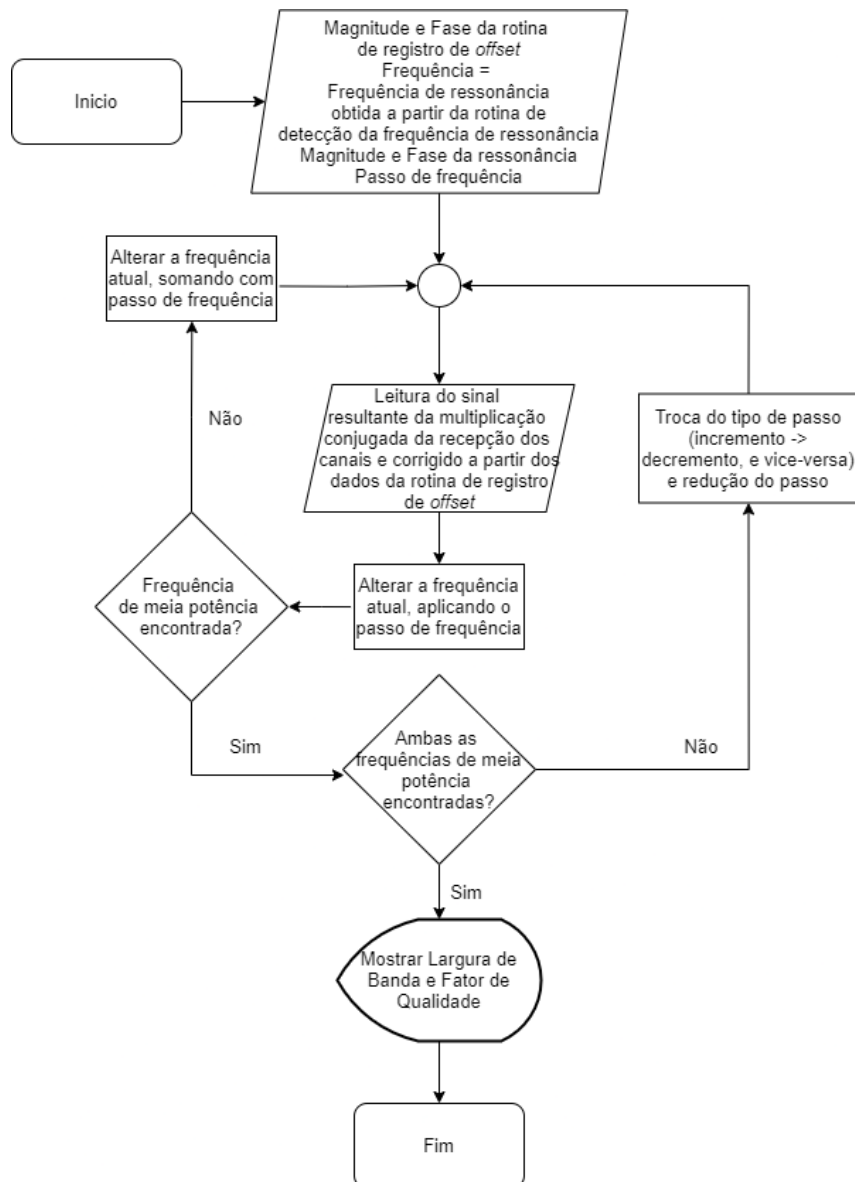 Inicio
Magnitude e Fase da rotina
de registro de offset
Frequência =
Frequência de ressonância
obtida a partir da rotina de
detecção da frequência de ressonância
Magnitude e Fase da ressonância
Passo de frequência
Alterar a frequência
atual, somando com
passo de frequência
Não
Leitura do sinal
resultante da multiplicação
conjugada da recepção dos
canais e corrigido a partir dos
dados da rotina de registro
de offset
Troca do tipo de passo
(incremento ->
decremento, e vice-versa)
e redução do passo
Frequência
de meia potência
encontrada?
Alterar a frequência
atual, aplicando o
passo de frequência
Sim
Ambas as
frequências de meia
potência
encontradas?
Não
Sim
Mostrar Largura de
Banda e Fator de
Qualidade
Fim